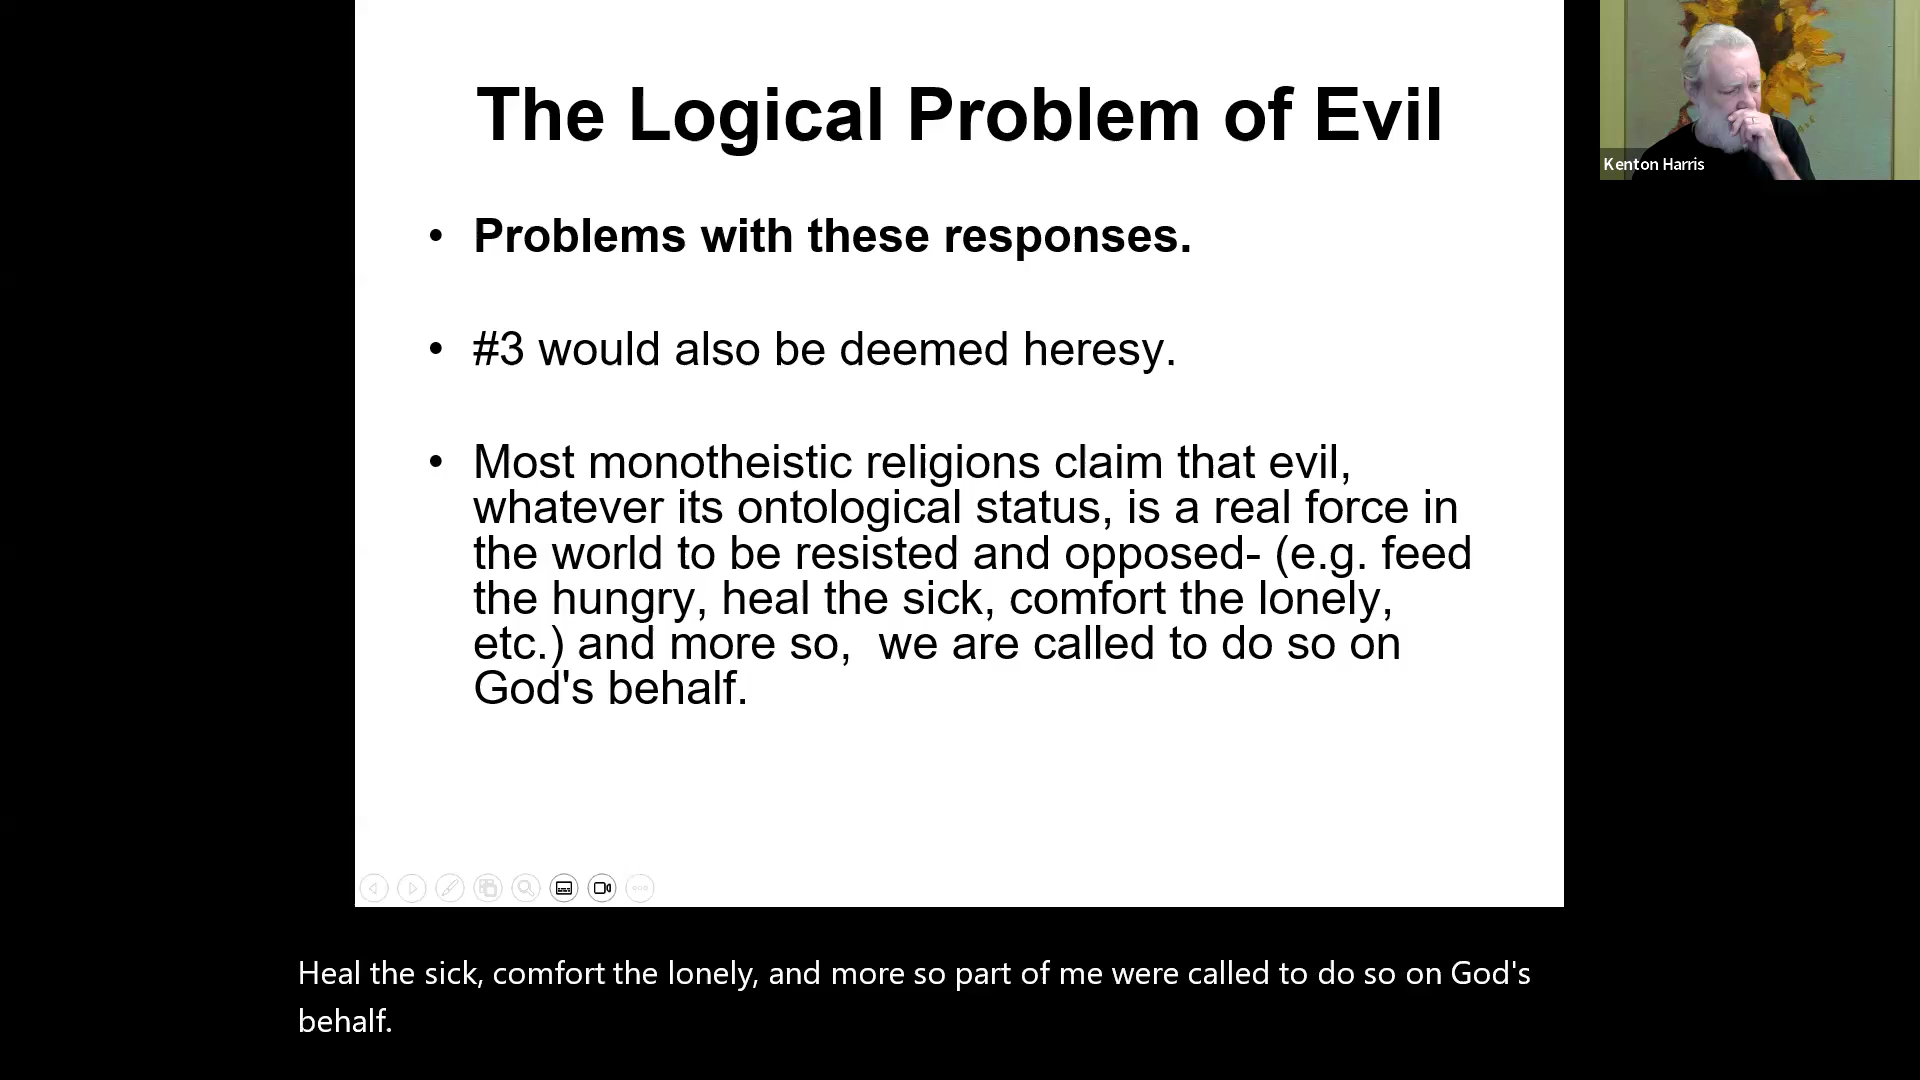 The Logical Problem of Evil
Kenton Harris
• Problems with these responses.
• #3 would also be deemed heresy.
• Most monotheistic religions claim that evil,
whatever its ontological status, is a real force in
the world to be resisted and opposed- (e.g. feed
the hungry, heal the sick, comfort the lonely,
etc.) and more so,  we are called to do so on
God's behalf.
Heal the sick, comfort the lonely, and more so part of me were called to do so on God's
behalf.